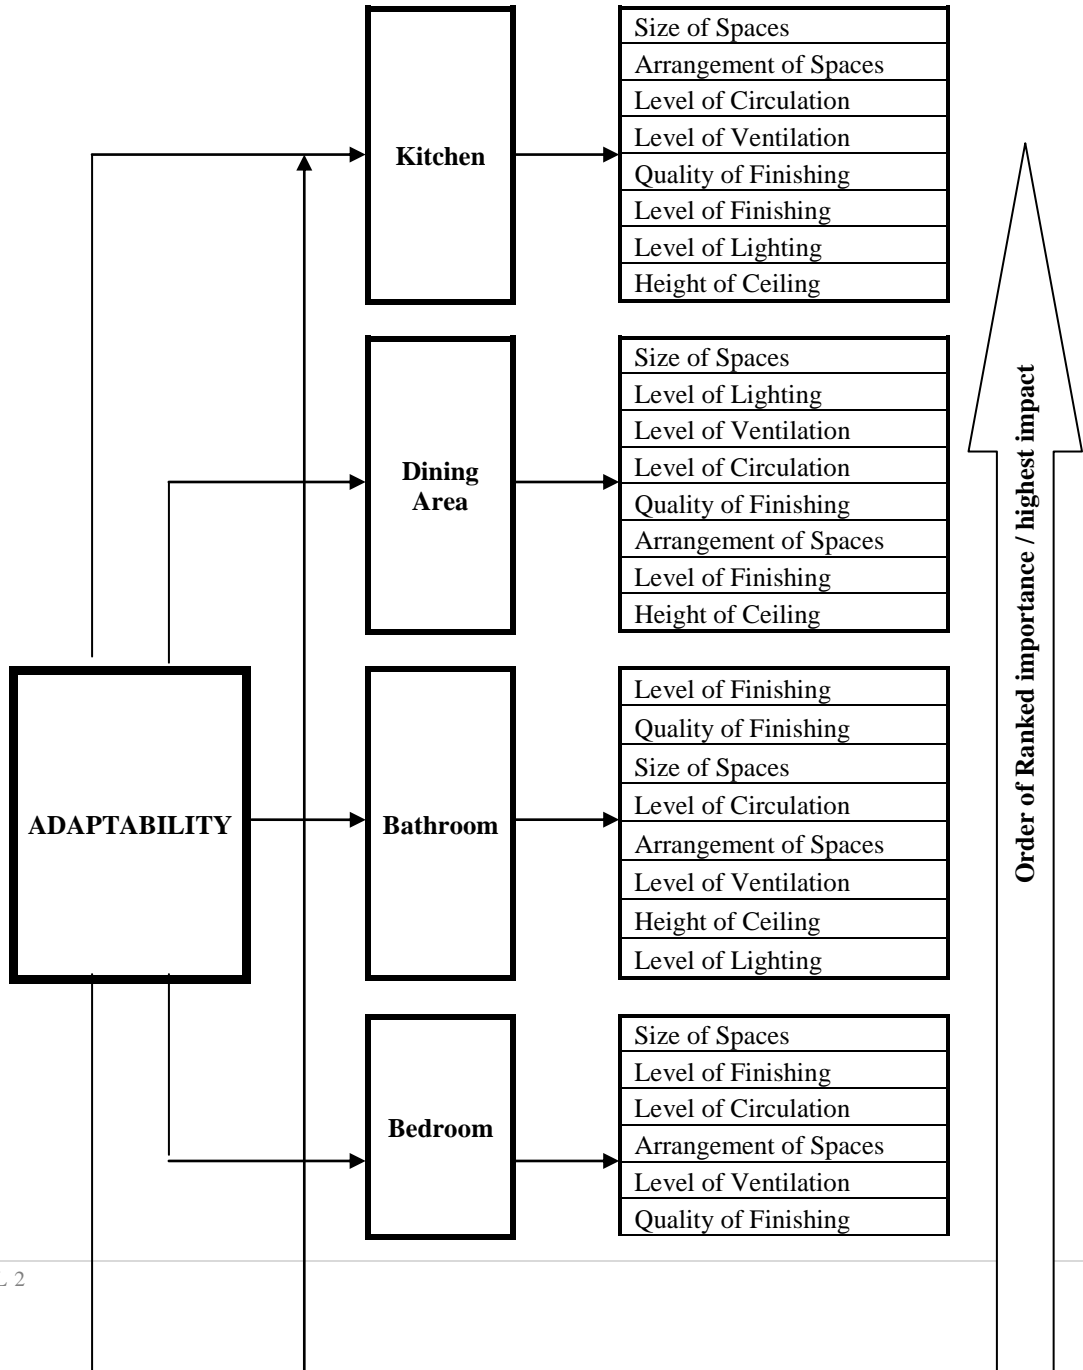 Size of Spaces
Arrangement of Spaces
Level of Circulation
Level of Ventilation
Kitchen
Quality of Finishing
Level of Finishing
Level of Lighting
Height of Ceiling
Size of Spaces
Level of Lighting
Level of Ventilation
Level of Circulation
Dining
Area
Quality of Finishing
Arrangement of Spaces
Level of Finishing
Height of Ceiling
Order of Ranked importance / highest impact
Level of Finishing
Quality of Finishing
Size of Spaces
Level of Circulation
ADAPTABILITY
Bathroom
Arrangement of Spaces
Level of Ventilation
Height of Ceiling
Level of Lighting
Size of Spaces
Level of Finishing
Level of Circulation
Bedroom
Arrangement of Spaces
Level of Ventilation
Quality of Finishing
L 2